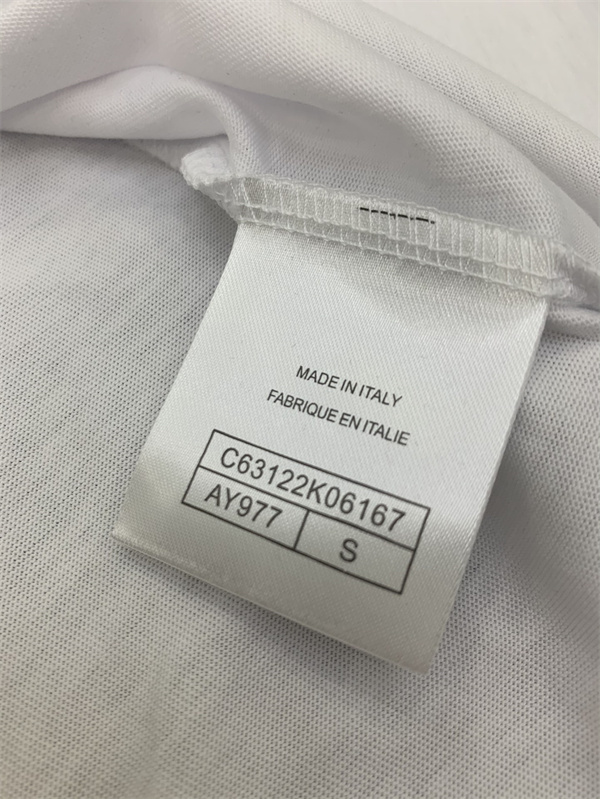 MADE IN ITALY
FABRIQUE EN ITALIE
C63122K06167
AY977 S